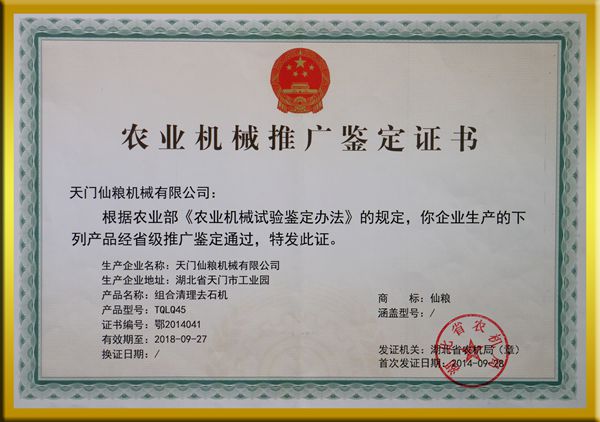 农业机械推广鉴定证书
天门仙粮机械有限公司：
根据农业部《农业机械试验鉴定办法》的规定，你企业生产的下
列产品经省级推广鉴定通过，特发此证。
生产企业名称：天门仙粮机械有限公司
生产企业地址：湖北省天门市工业园
产品名称：组合清理去石机
产品型号：TQLQ45
证书编号：鄂2014041
有效期至：2018-09-27
换证日期：/
商 标：仙粮
涵盖型号：/
发证机关：湖北省农机局（章）
首次发证日期：2014-09-28
湖北省农机局